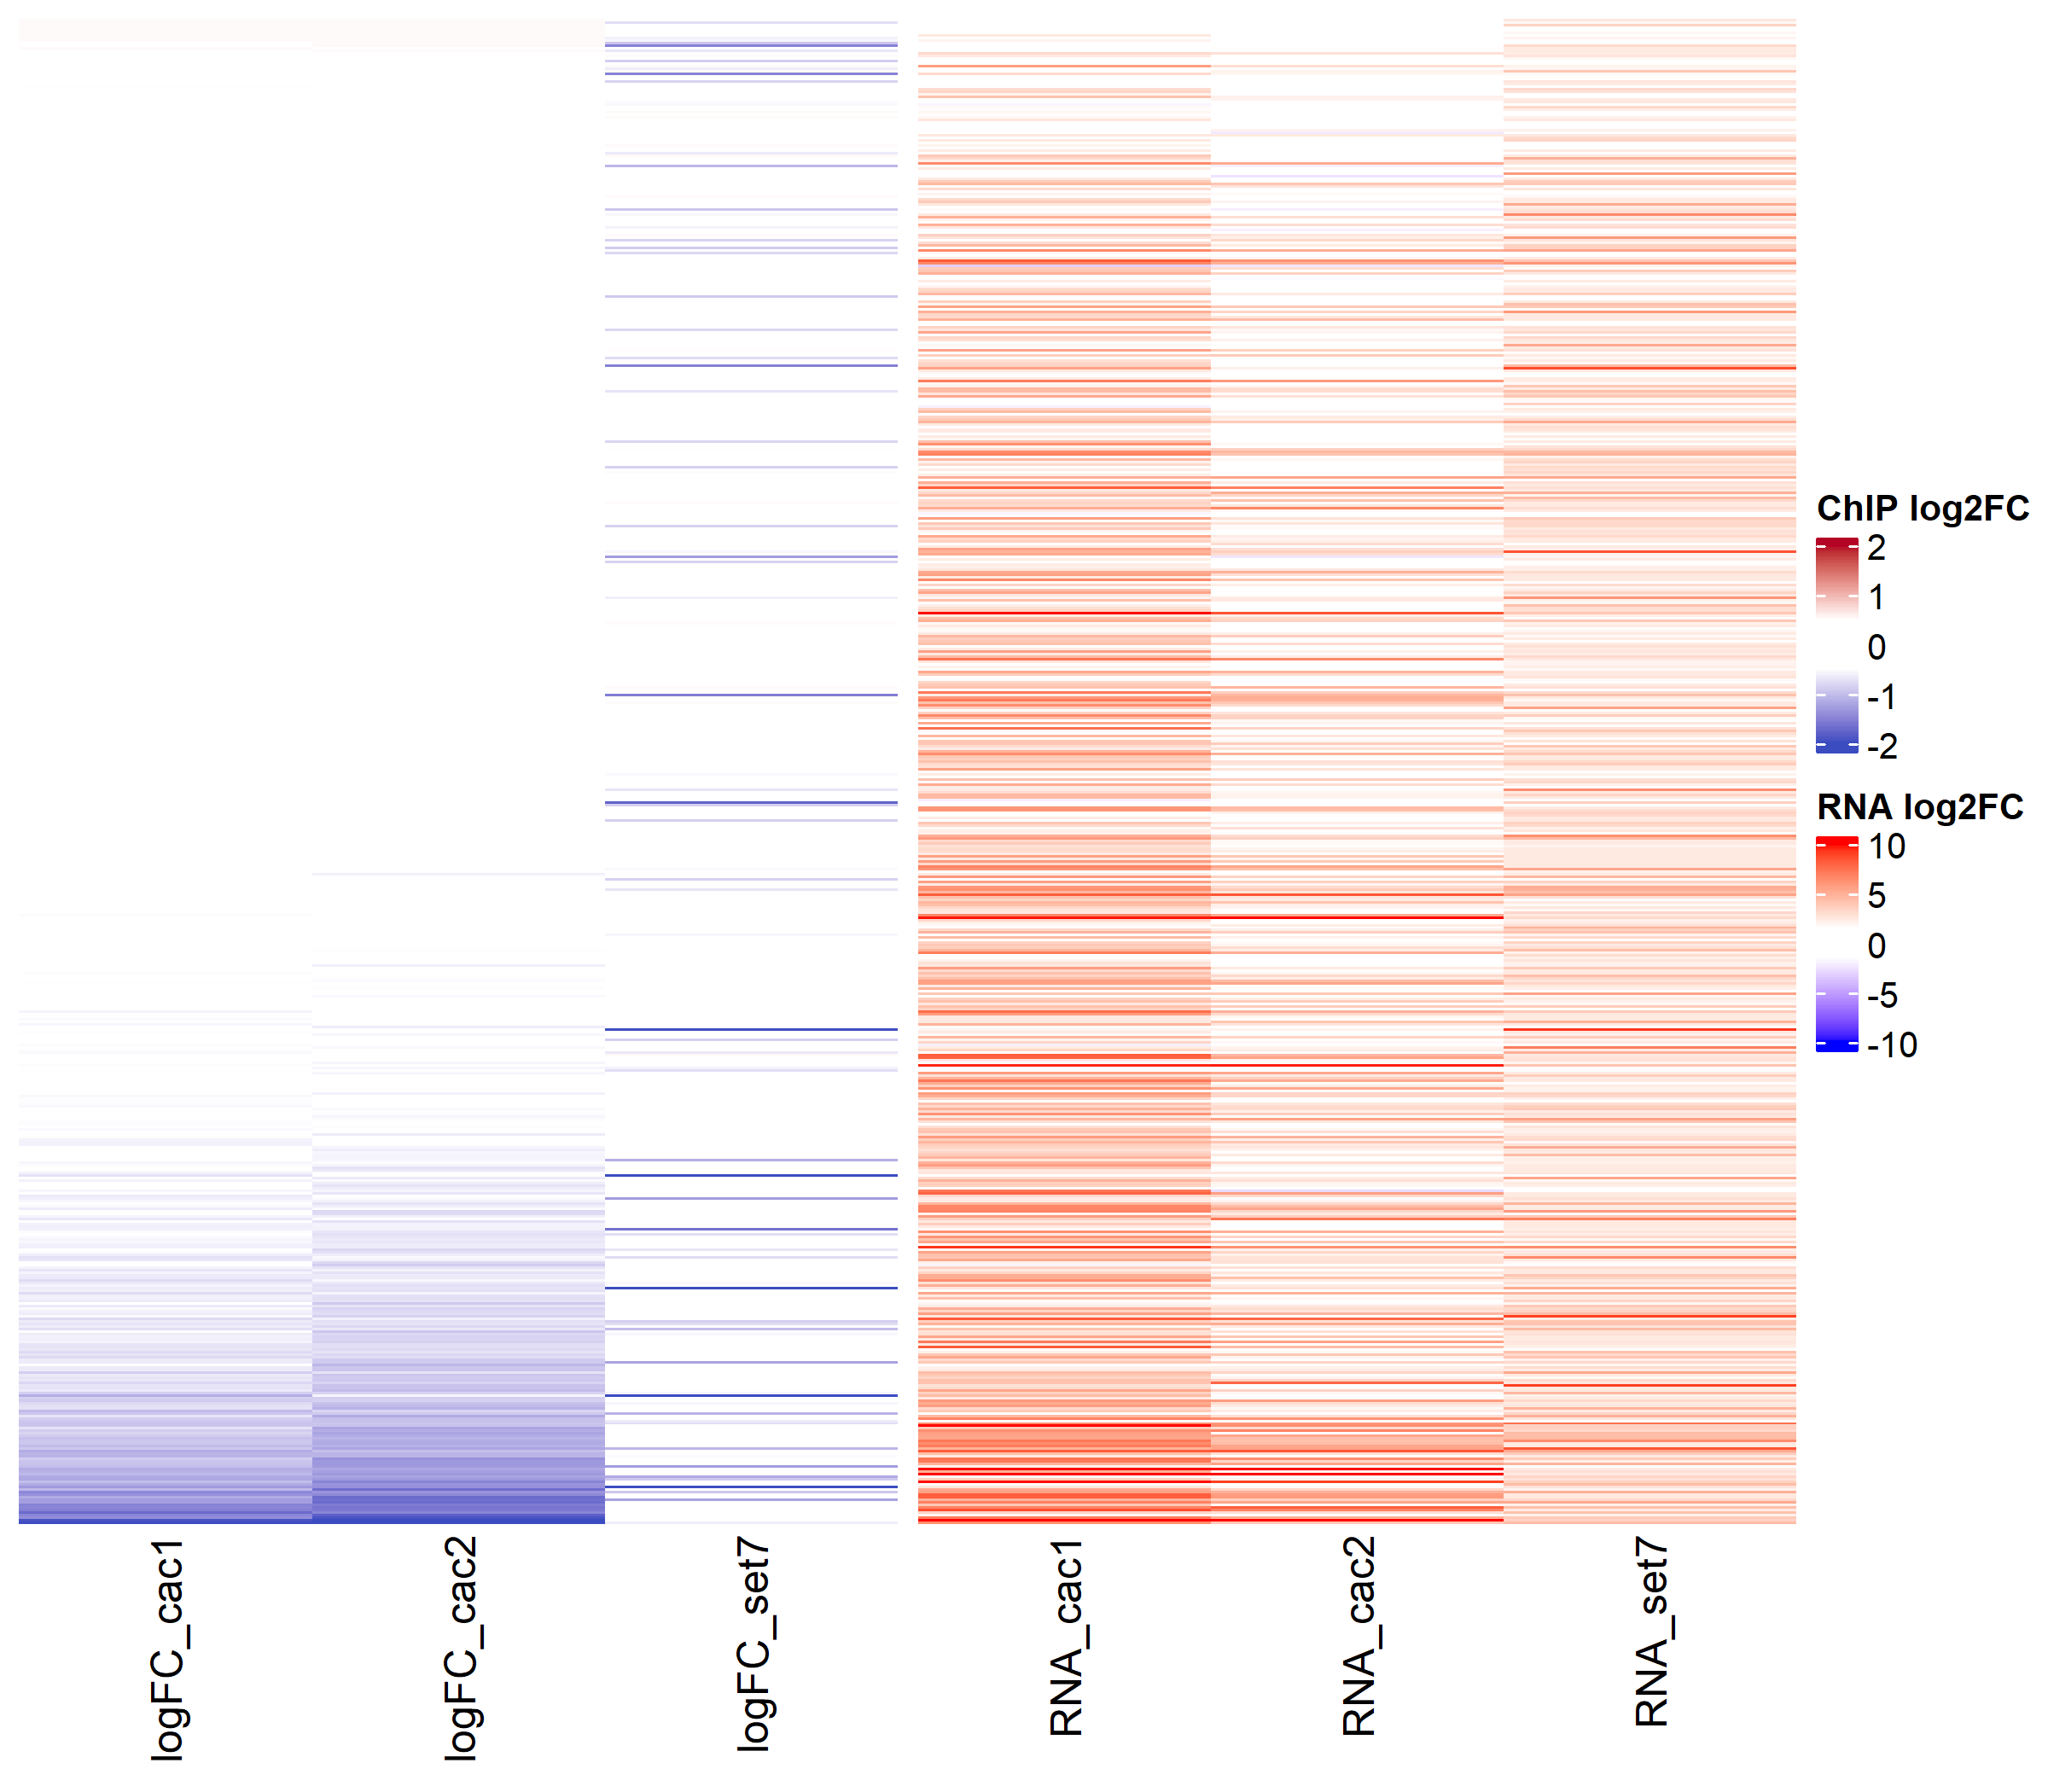 ChIP log2FC
2
1
0
-1
-2
RNA log2FC
10
5
0
-5
-10
logFC_cac1
logFC_cac2
logFC_set7
RNA_cac1
RNA_cac2
RNA_set7